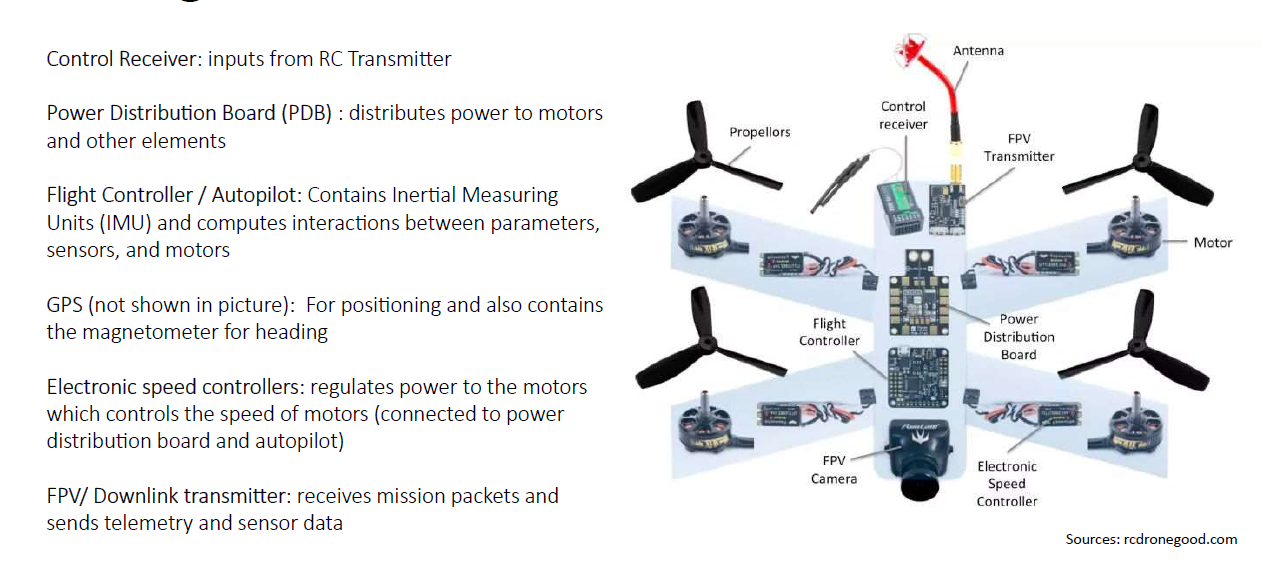 Control Receiver: inputs from RC Transmitter
Power Distribution Board (PDB) : distributes power to motors
and other elements
Flight Controller / Autopilot: Contains Inertial Measuring
Units (IMU) and computes interactions between parameters,
sensors, and motors
GPS (not shown in picture):  For positioning and also contains
the magnetometer for heading
Electronic speed controllers: regulates power to the motors
which controls the speed of motors (connected to power
distribution board and autopilot)
FPV/ Downlink transmitter: receives mission packets and
sends telemetry and sensor data
Antenna
Control
receiver
Propellors
FPV
Transmitter
Motor
Flight
Controller
Power
Distribution
Board
FPV
Camera
Electronic
Speed
Controller
Sources: rcdronegood.com